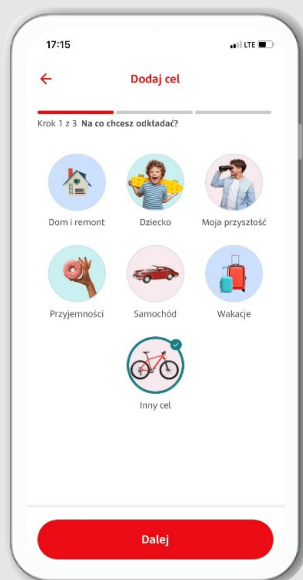 17:15
LTE
Dodaj cel
Krok 1 z 3 Na co chcesz odkładać?
Dom i remont
Dziecko
Moja przyszłość
Przyjemności
Samochód
Wakacje
Inny cel
Dalej